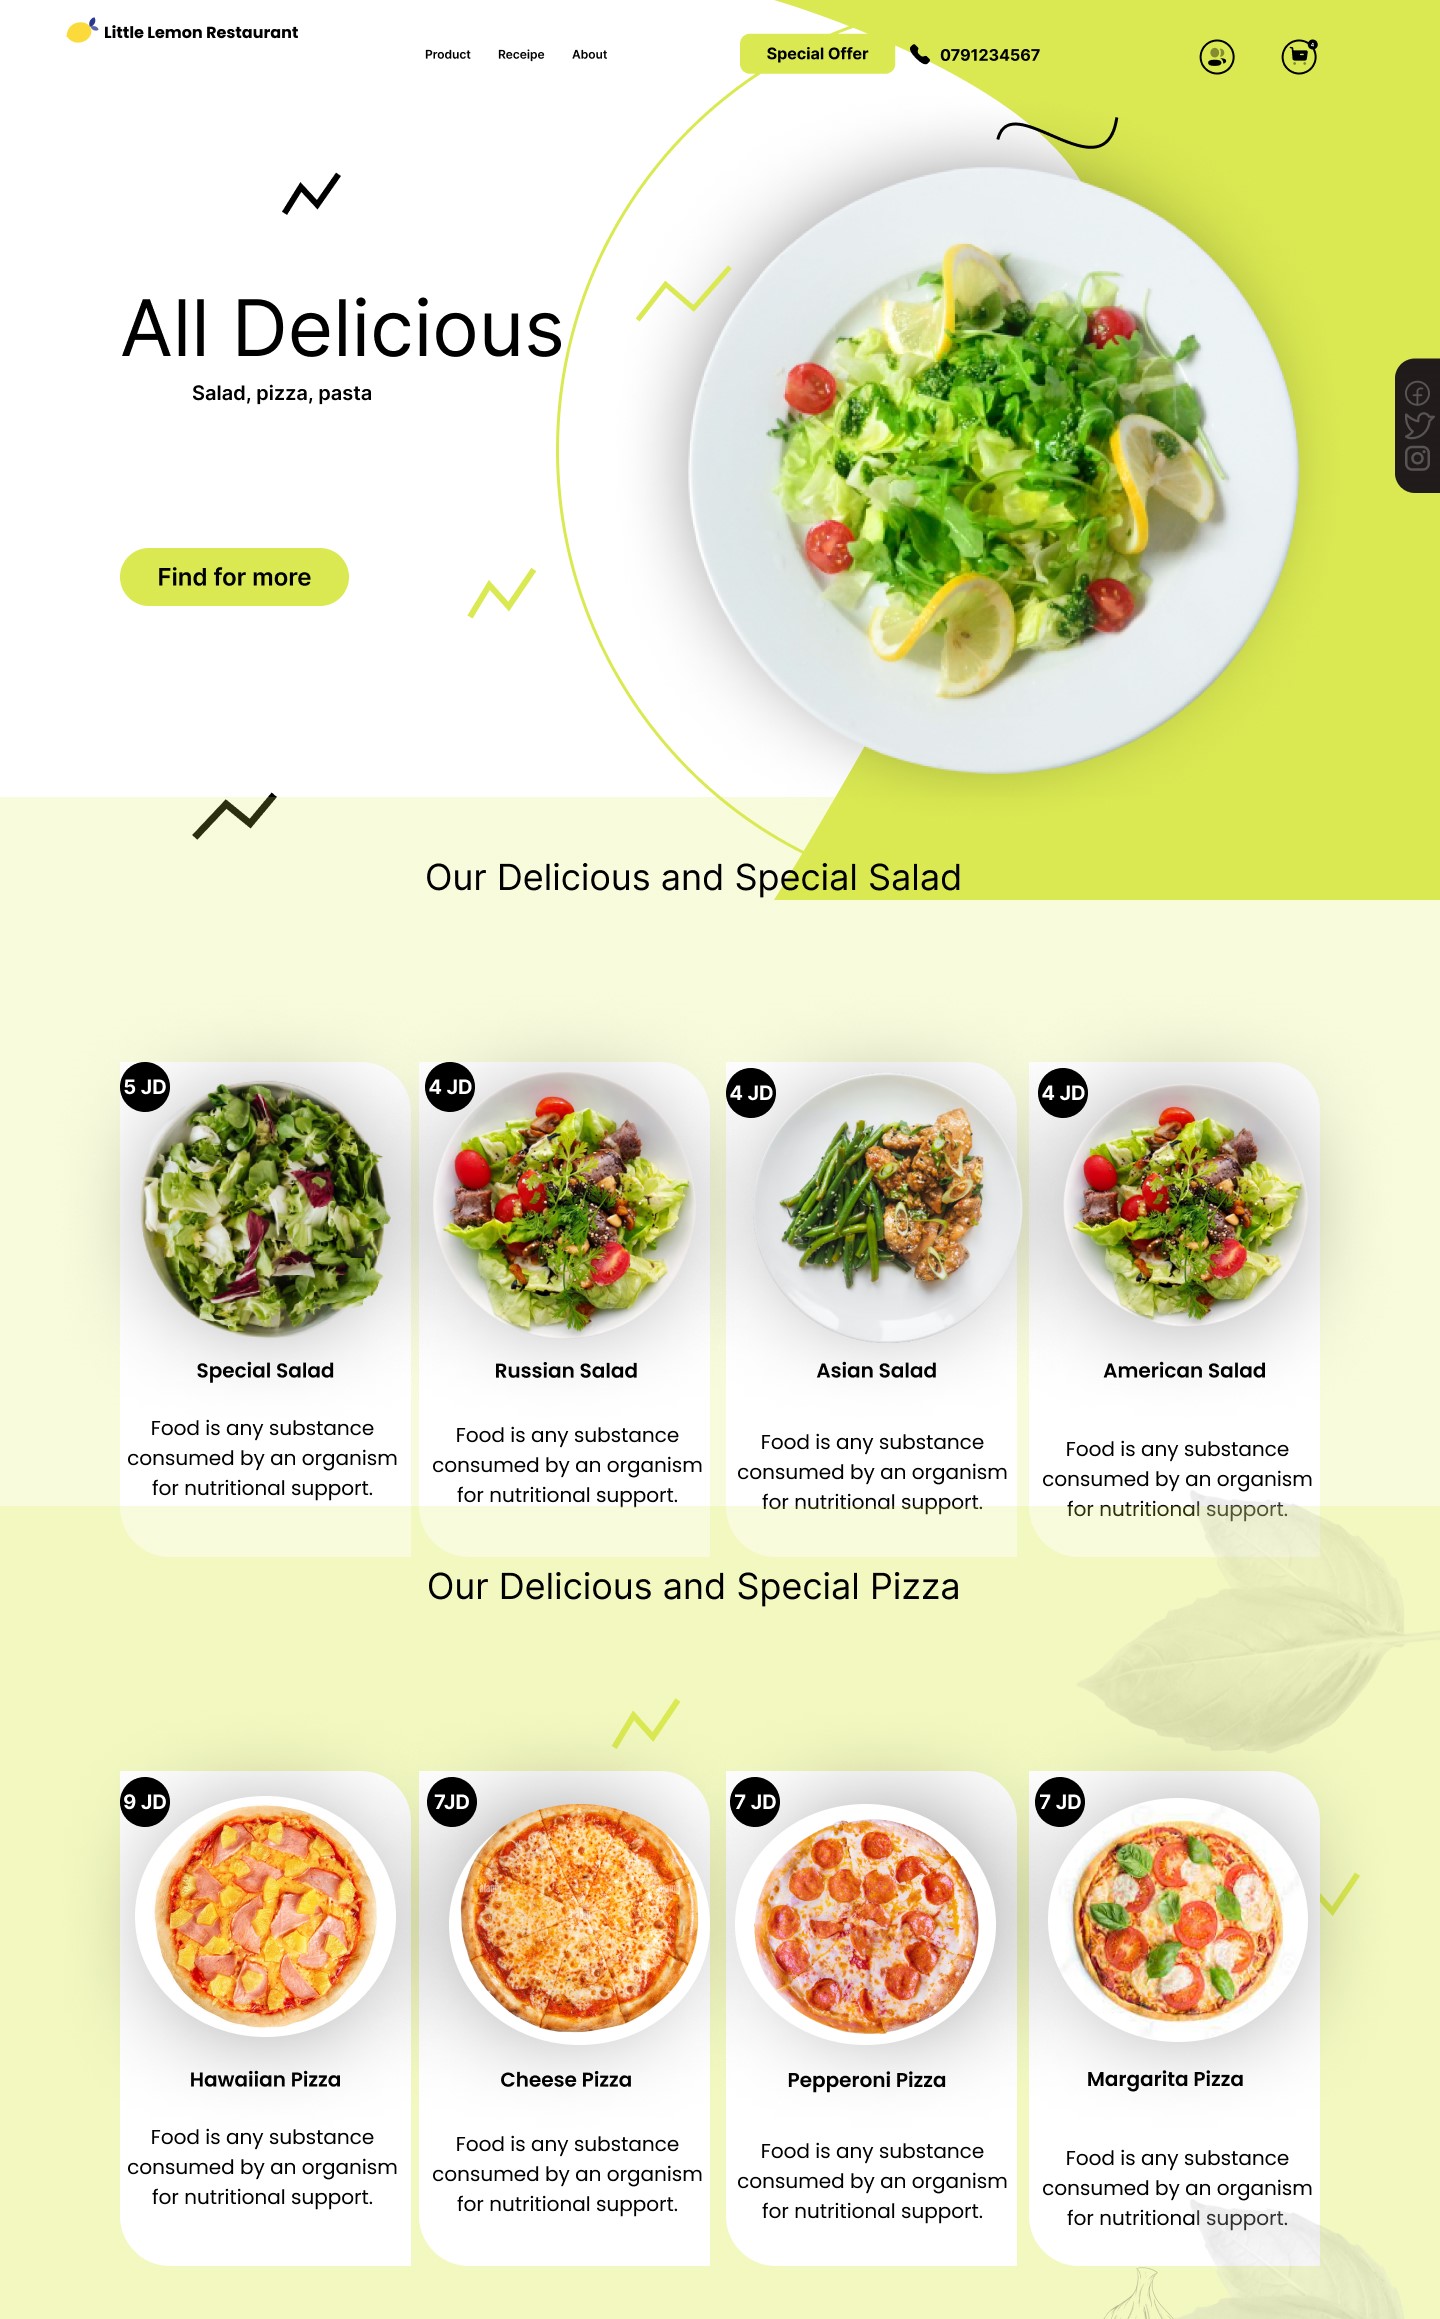 Little Lemon Restaurant
Product Receipe About
Special Offer
0791234567
All Delicious
Salad, pizza, pasta
Find for more
Our Delicious and Special Salad
5 JD
4 JD
4 JD
4 JD
Special Salad
Food is any substance
consumed by an organism
for nutritional support.
Russian Salad
Food is any substance
consumed by an organism
for nutritional support.
Asian Salad
Food is any substance
consumed by an organism
for nutritional support.
American Salad
Food is any substance
consumed by an organism
for nutritional support.
Our Delicious and Special Pizza
9 JD
7JD
7 JD
7 JD
Hawaiian Pizza
Food is any substance
consumed by an organism
for nutritional support.
Cheese Pizza
Food is any substance
consumed by an organism
for nutritional support.
Pepperoni Pizza
Food is any substance
consumed by an organism
for nutritional support.
Margarita Pizza
Food is any substance
consumed by an organism
for nutritional support.